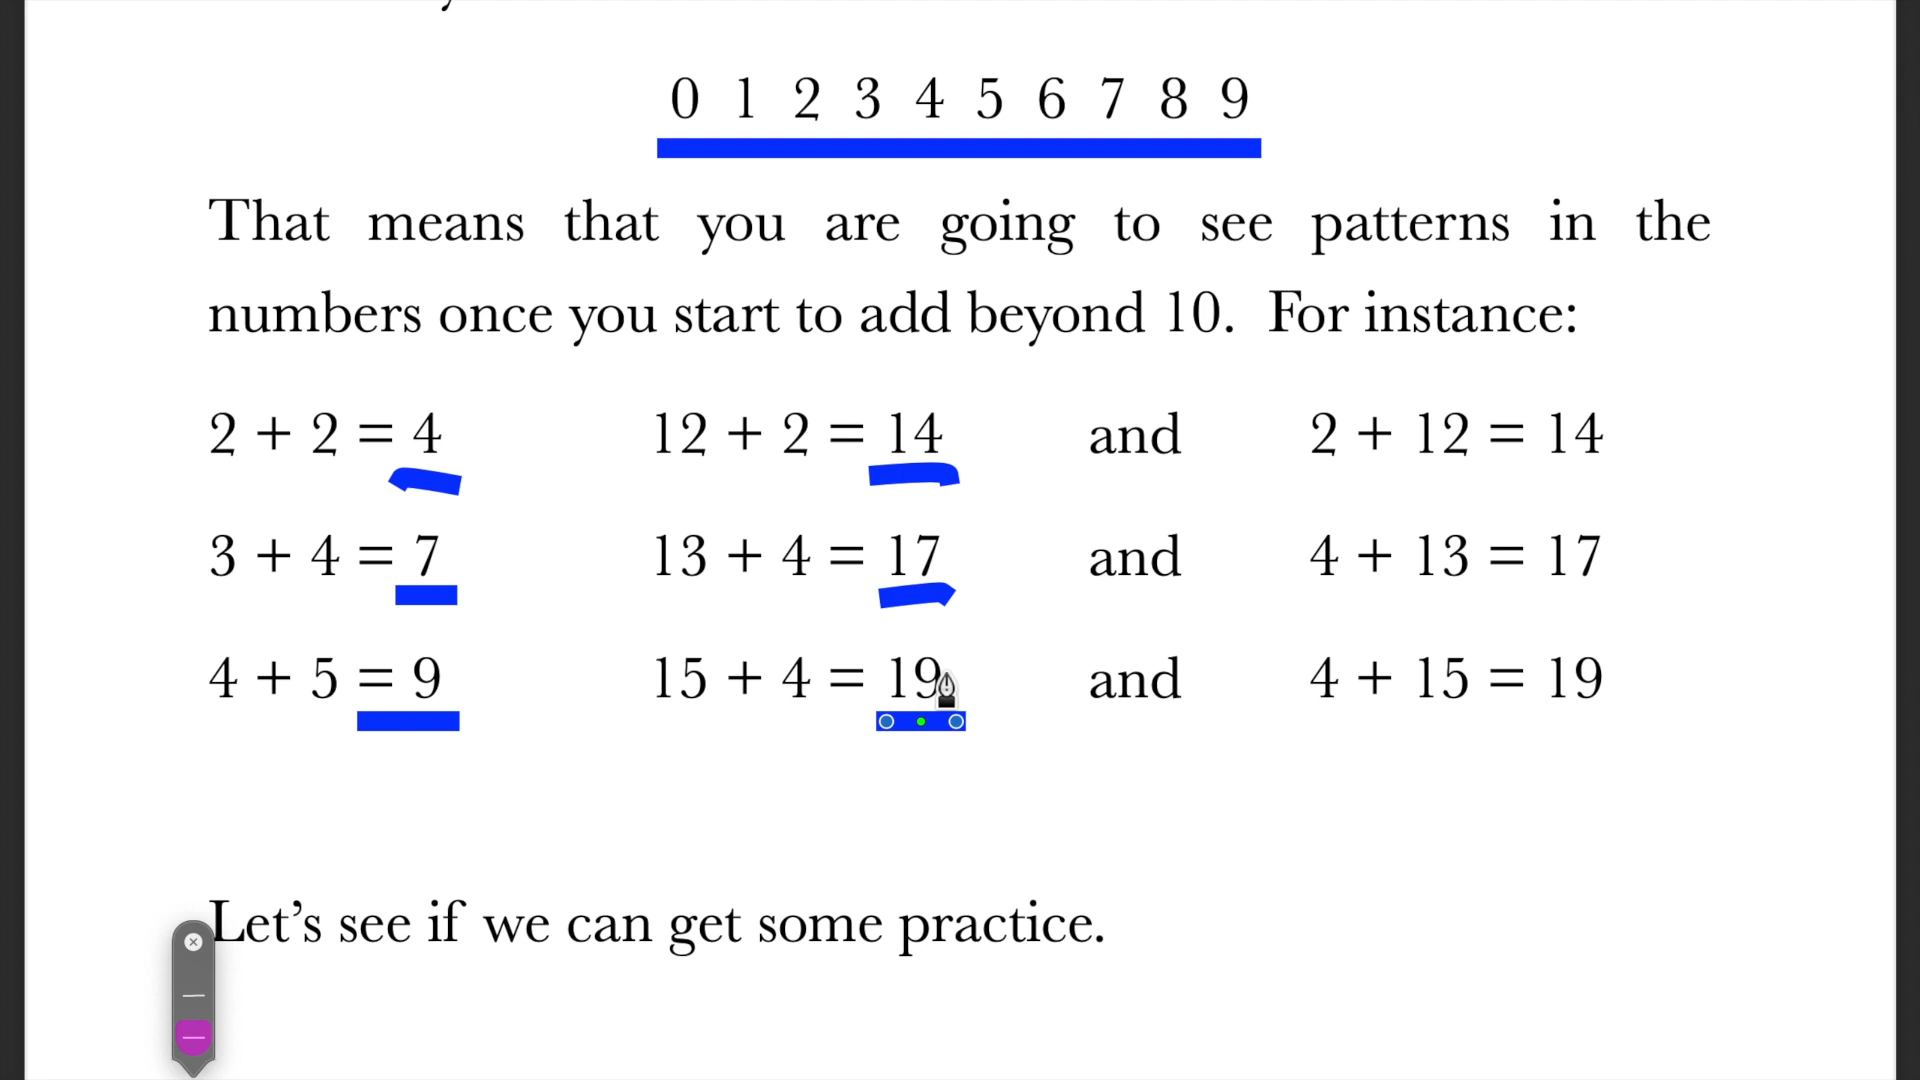 0 1 2 3 4 5 6 7 8 9
That means that you are going to see patterns in the
numbers once you start to add beyond 10. For instance:
2 + 2 = 4 12 + 2 = 14 and 2 + 12 = 14
3 + 4 = 7 13 + 4 = 17 and 4 + 13 = 17
4 + 5 = 9 15 + 4 = 19 and 4 + 15 = 19
Let’s see if we can get some practice.